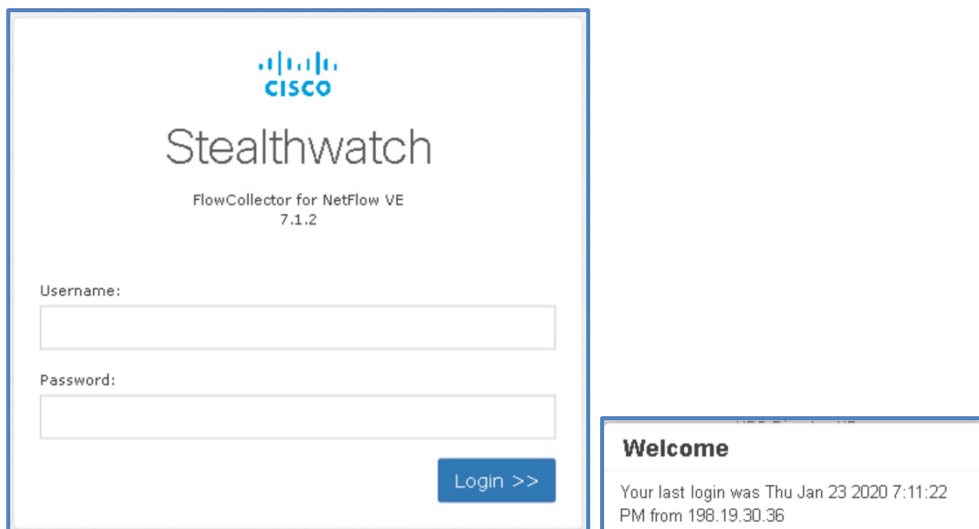 cisco
Stealthwatch
FlowCollector for NetFlow VE
7.1.2
Username:
Password:
Login >>
Welcome
Your last login was Thu Jan 23 2020 7:11:22
PM from 198.19.30.36